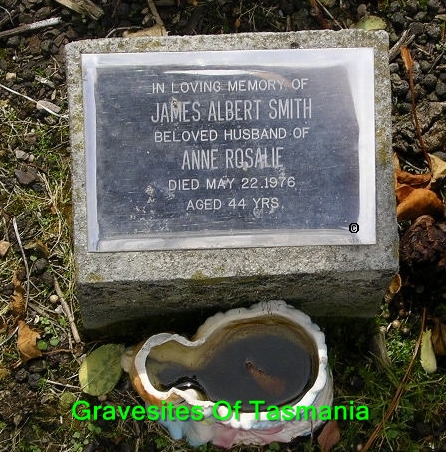 IN LOVING MEMORY OF
JAMES ALBERT SMITH
BELOVED HUSBAND OF
ANNE ROSALIE
DIED MAY 22.1976
AGED 44 YRS.
©
Gravesites Of Tasmania